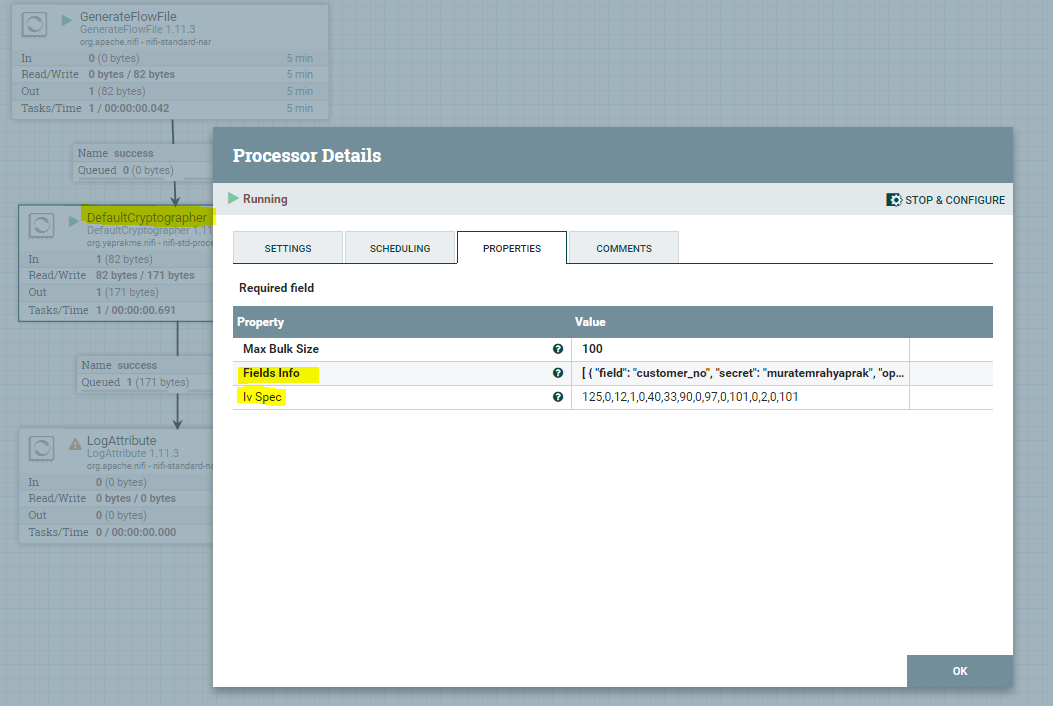 GenerateFlowFile
GenerateFlowFile 1.11.3
org.apache.nifi - nifi-standard-nar
In 0 (0 bytes) 5 min
Read/Write 0 bytes / 82 bytes 5 min
Out 1 (82 bytes) 5 min
Tasks/Time 1 / 00:00:00.042 5 min
Name success
Queued 0 (0 bytes)
DefaultCryptographer
DefaultCryptographer 1.11
org.yaprakme.nifi - nifi-std-proce
In 1 (82 bytes)
Read/Write 82 bytes / 171 bytes
Out 1 (171 bytes)
Tasks/Time 1 / 00:00:00.691
Name success
Queued 1 (171 bytes)
LogAttribute
LogAttribute 1.11.3
org.apache.nifi - nifi-standard-na
In 0 (0 bytes)
Read/Write 0 bytes / 0 bytes
Out 0 (0 bytes)
Tasks/Time 0 / 00:00:00.000
Processor Details
Running
STOP & CONFIGURE
SETTINGS SCHEDULING PROPERTIES COMMENTS
Required field
Property Value
Max Bulk Size ? 100
Fields Info ? [ { "field": "customer_no", "secret": "muratemrahyaprak", "op...
Iv Spec ? 125,0,12,1,0,40,33,90,0,97,0,101,0,2,0,101
OK